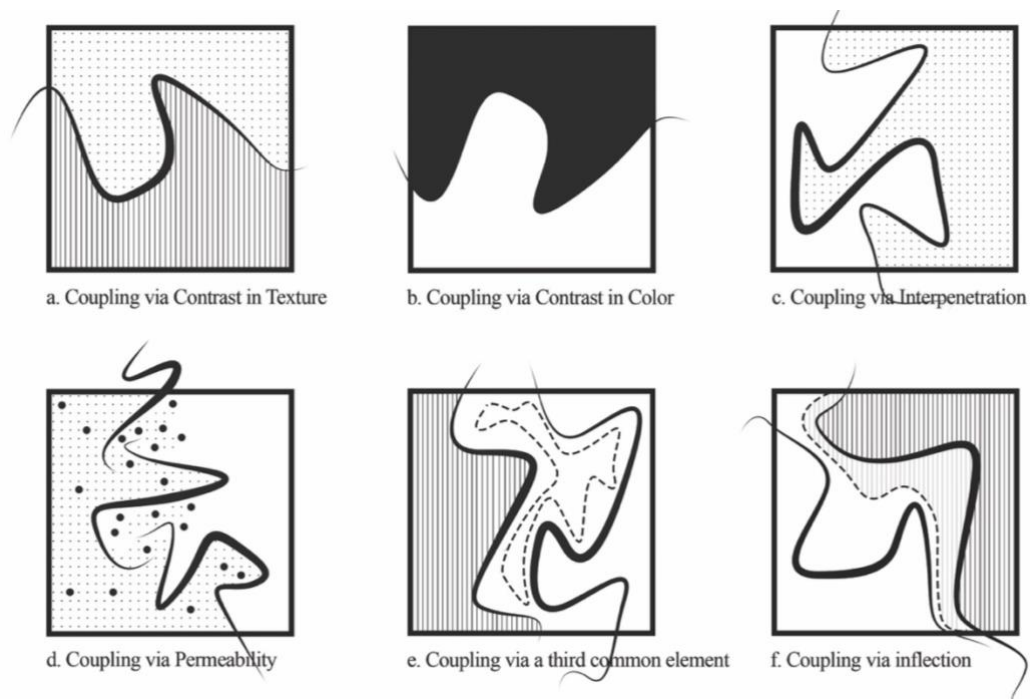 a. Coupling via Contrast in Texture
b. Coupling via Contrast in Color
c. Coupling via Interpenetration
d. Coupling via Permeability
e. Coupling via a third common element
f. Coupling via inflection